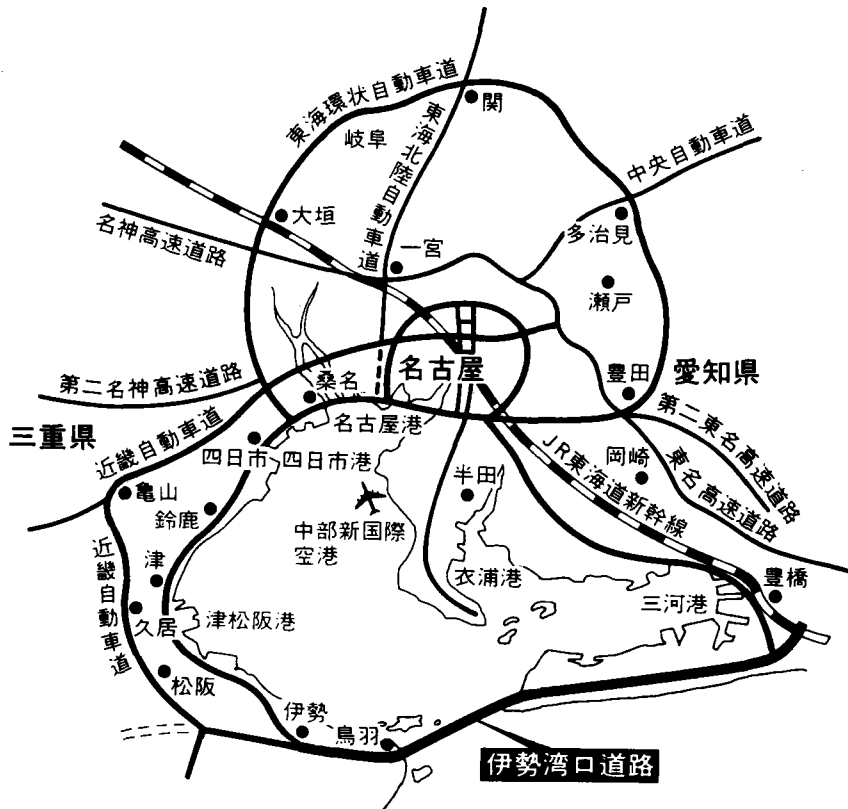 東海環状自動車道
関
岐阜
東海北陸自動車道
中央自動車道
大垣
多治見
名神高速道路
一宮
瀬戸
名古屋
豊田
愛知県
第二名神高速道路
桑名
名古屋港
第二東名高速道路
三重県
近畿自動車道
四日市
四日市港
JR東海道新幹線
岡崎
東名高速道路
亀山
鈴鹿
半田
中部新国際
空港
近畿自動車道
津
衣浦港
豊橋
三河港
久居
津松阪港
松阪
伊勢
鳥羽
伊勢湾口道路